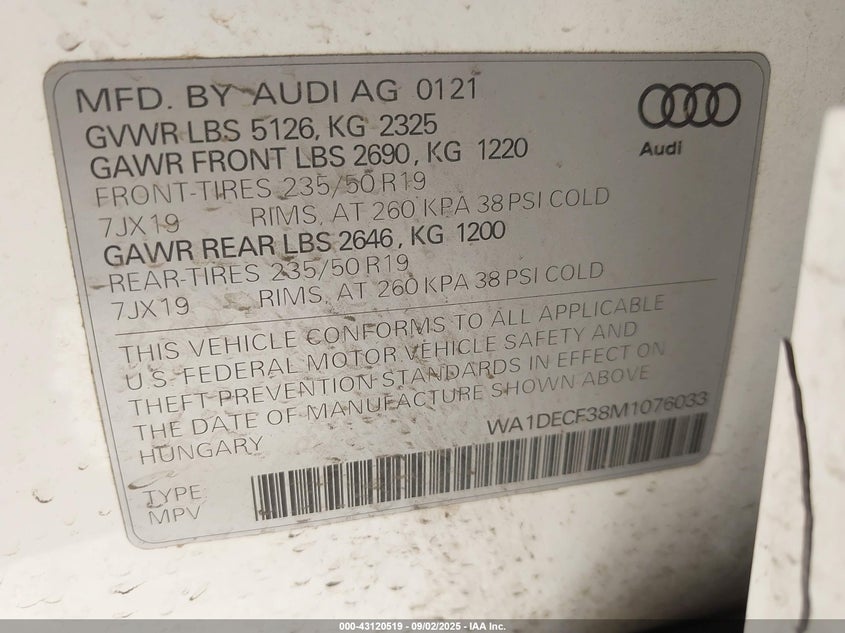 MFD. BY AUDI AG 0121
GVWR LBS 5126, KG 2325
GAWR FRONT LBS 2690, KG 1220
FRONT-TIRES 235/50 R19
7JX19 RIMS, AT 260 KPA 38 PSI COLD
GAWR REAR LBS 2646, KG 1200
REAR-TIRES 235/50 R19
7JX19 RIMS, AT 260 KPA 38 PSI COLD
Audi
THIS VEHICLE CONFORMS TO ALL APPLICABLE
U.S. FEDERAL MOTOR VEHICLE SAFETY AND
THEFT PREVENTION STANDARDS IN EFFECT ON
THE DATE OF MANUFACTURE SHOWN ABOVE
HUNGARY
WA1DECF38M1076033
TYPE:
MPV
000-43120519 - 09/02/2025 - IAA Inc.